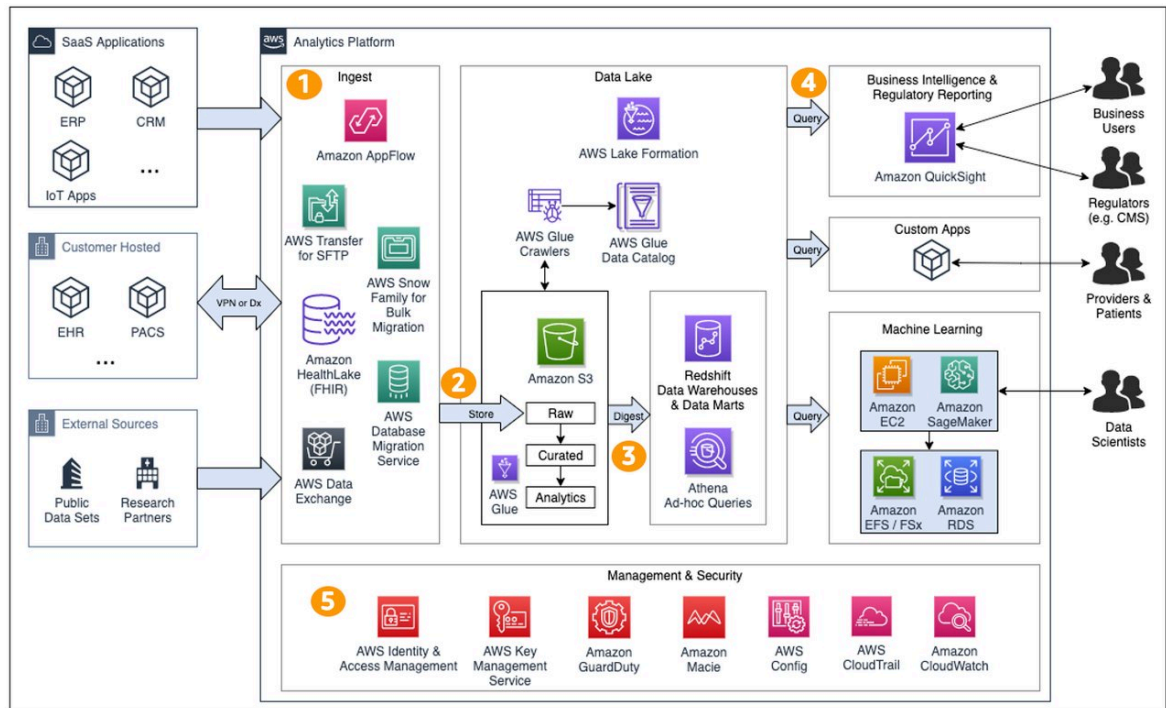 SaaS Applications
ERP
CRM
IoT Apps
...
Customer Hosted
EHR
PACS
...
External Sources
Public
Data Sets
Research
Partners
VPN or Dx
aws
Analytics Platform
1
Ingest
Amazon AppFlow
AWS Transfer
for SFTP
AWS Snow
Family for
Bulk
Migration
Amazon
HealthLake
(FHIR)
AWS
Database
Migration
Service
AWS Data
Exchange
2
Store
Data Lake
AWS Lake Formation
AWS Glue
Crawlers
AWS Glue
Data Catalog
Amazon S3
Raw
Curated
Analytics
AWS
Glue
Digest
3
Redshift
Data Warehouses
& Data Marts
Athena
Ad-hoc Queries
4
Query
Query
Query
Business Intelligence &
Regulatory Reporting
Amazon QuickSight
Custom Apps
Machine Learning
Amazon
EC2
Amazon
SageMaker
Amazon
EFS / FSx
Amazon
RDS
Business
Users
Regulators
(e.g. CMS)
Providers &
Patients
Data
Scientists
5
Management & Security
AWS Identity &
Access Management
AWS Key
Management
Service
Amazon
GuardDuty
Amazon
Macie
AWS
Config
AWS
CloudTrail
Amazon
CloudWatch